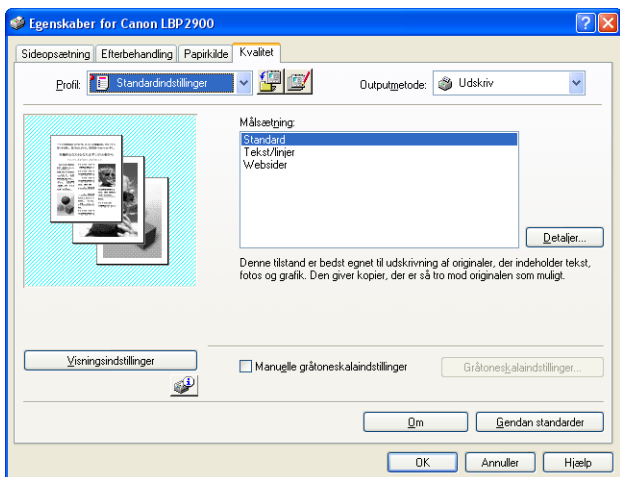 Egenskaber for Canon LBP2900
Sideopsætning Efterbehandling Papirkilde Kvalitet
Profil: Standardindstillinger Outputmetode: Udskriv
Målsætning:
Standard
Tekst/linjer
Websider
Detaljer...
Denne tilstand er bedst egnet til udskrivning af originaler, der indeholder tekst,
fotos og grafik. Den giver kopier, der er så tro mod originalen som muligt.
Visningsindstillinger
Manuelle gråtoneskalaindstillinger Gråtoneskalaindstillinger...
Om Gendan standarder
OK Annuller Hjælp